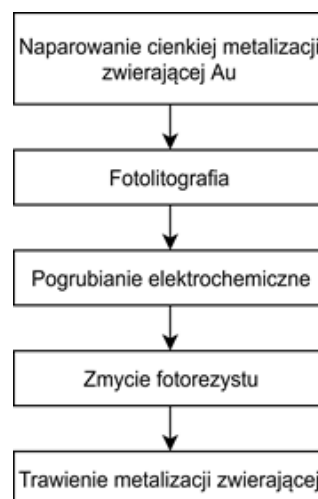 Naparowanie cienkiej metalizacji
zwierającej Au
Fotolitografia
Pogrubianie elektrochemiczne
Zmycie fotorezystu
Trawienie metalizacji zwierającej